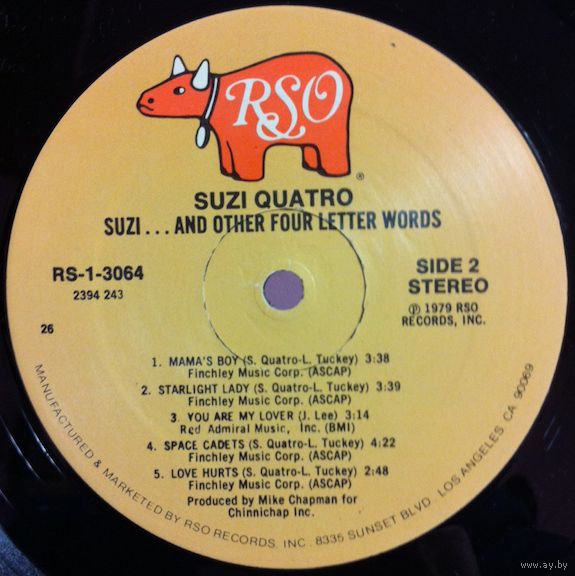 RSO
®
SUZI QUATRO
SUZI...AND OTHER FOUR LETTER WORDS
RS-1-3064
2394 243
26
SIDE 2
STEREO
℗ 1979 RSO
RECORDS, INC.
1. MAMA'S BOY (S. Quatro-L. Tuckey) 3:38
Finchley Music Corp. (ASCAP)
2. STARLIGHT LADY (S. Quatro-L. Tuckey) 3:39
Finchley Music Corp. (ASCAP)
3. YOU ARE MY LOVER (J. Lee) 3:14
Red Admiral Music, Inc. (BMI)
4. SPACE CADETS (S. Quatro-L. Tuckey) 4:22
Finchley Music Corp. (ASCAP)
5. LOVE HURTS (S. Quatro-L. Tuckey) 2:48
Finchley Music Corp. (ASCAP)
Produced by Mike Chapman for
Chinnichap Inc.
MANUFACTURED & MARKETED BY RSO RECORDS, INC. 8335 SUNSET BLVD. LOS ANGELES, CA 90069
www.ay.by